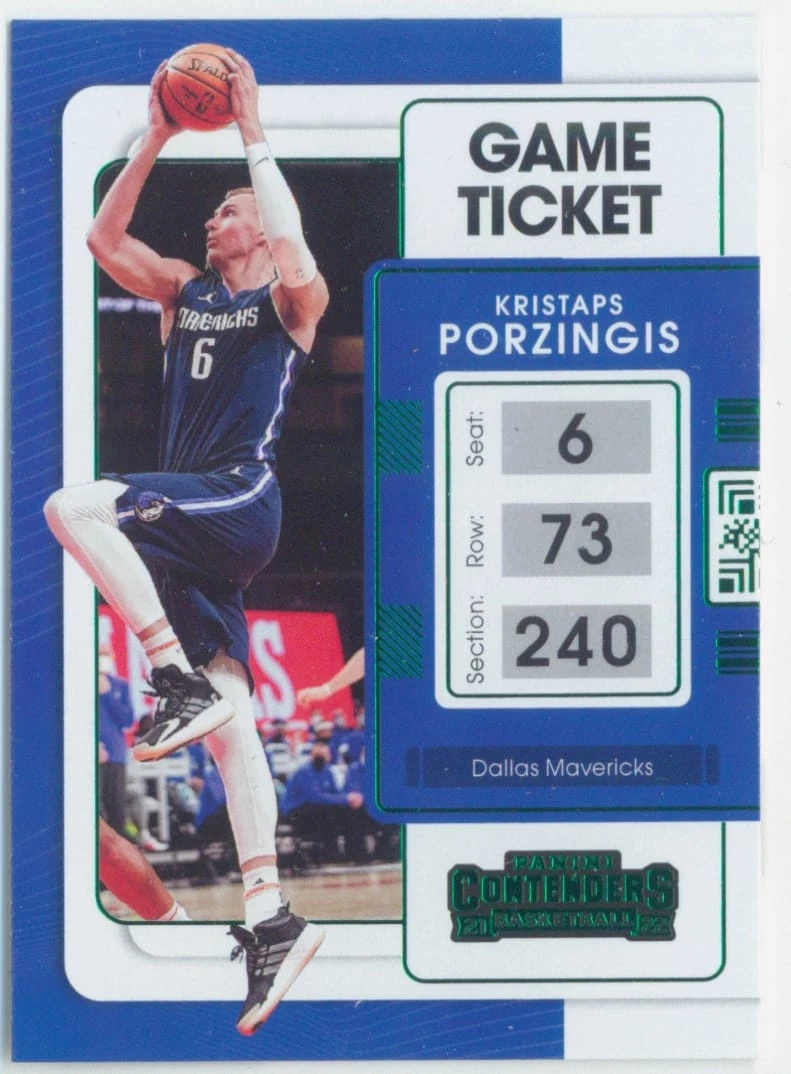 SPALD
GAME
TICKET
KRISTAPS
PORZINGIS
MAVERICKS
6
Seat: 6
Row: 73
Section: 240
Dallas Mavericks
PANINI
CONTENDERS
21 BASKETBALL 22